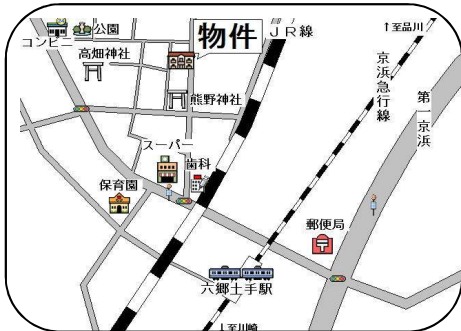 公園
コンビニ
物件
JR線
↑至品川
高畑神社
京浜急行線
熊野神社
第一京浜
スーパー
歯科
保育園
郵便局
六郷土手駅
↓至川崎